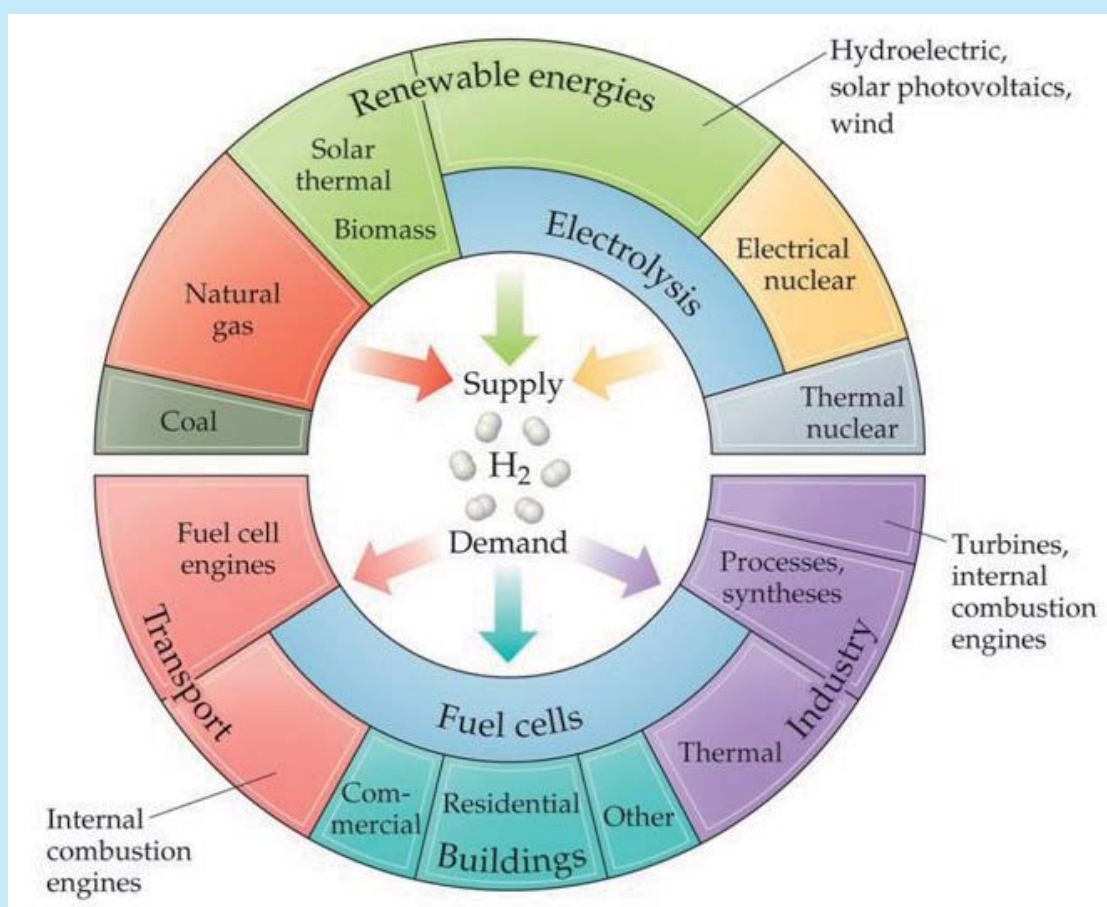 Renewable energies
Hydroelectric,
solar photovoltaics,
wind
Solar
thermal
Biomass
Electrolysis
Electrical
nuclear
Natural
gas
Coal
Thermal
nuclear
Supply
H₂
Demand
Fuel cell
engines
Transport
Internal
combustion
engines
Fuel cells
Com-
mercial
Residential
Other
Buildings
Thermal
Processes,
syntheses
Industry
Turbines,
internal
combustion
engines